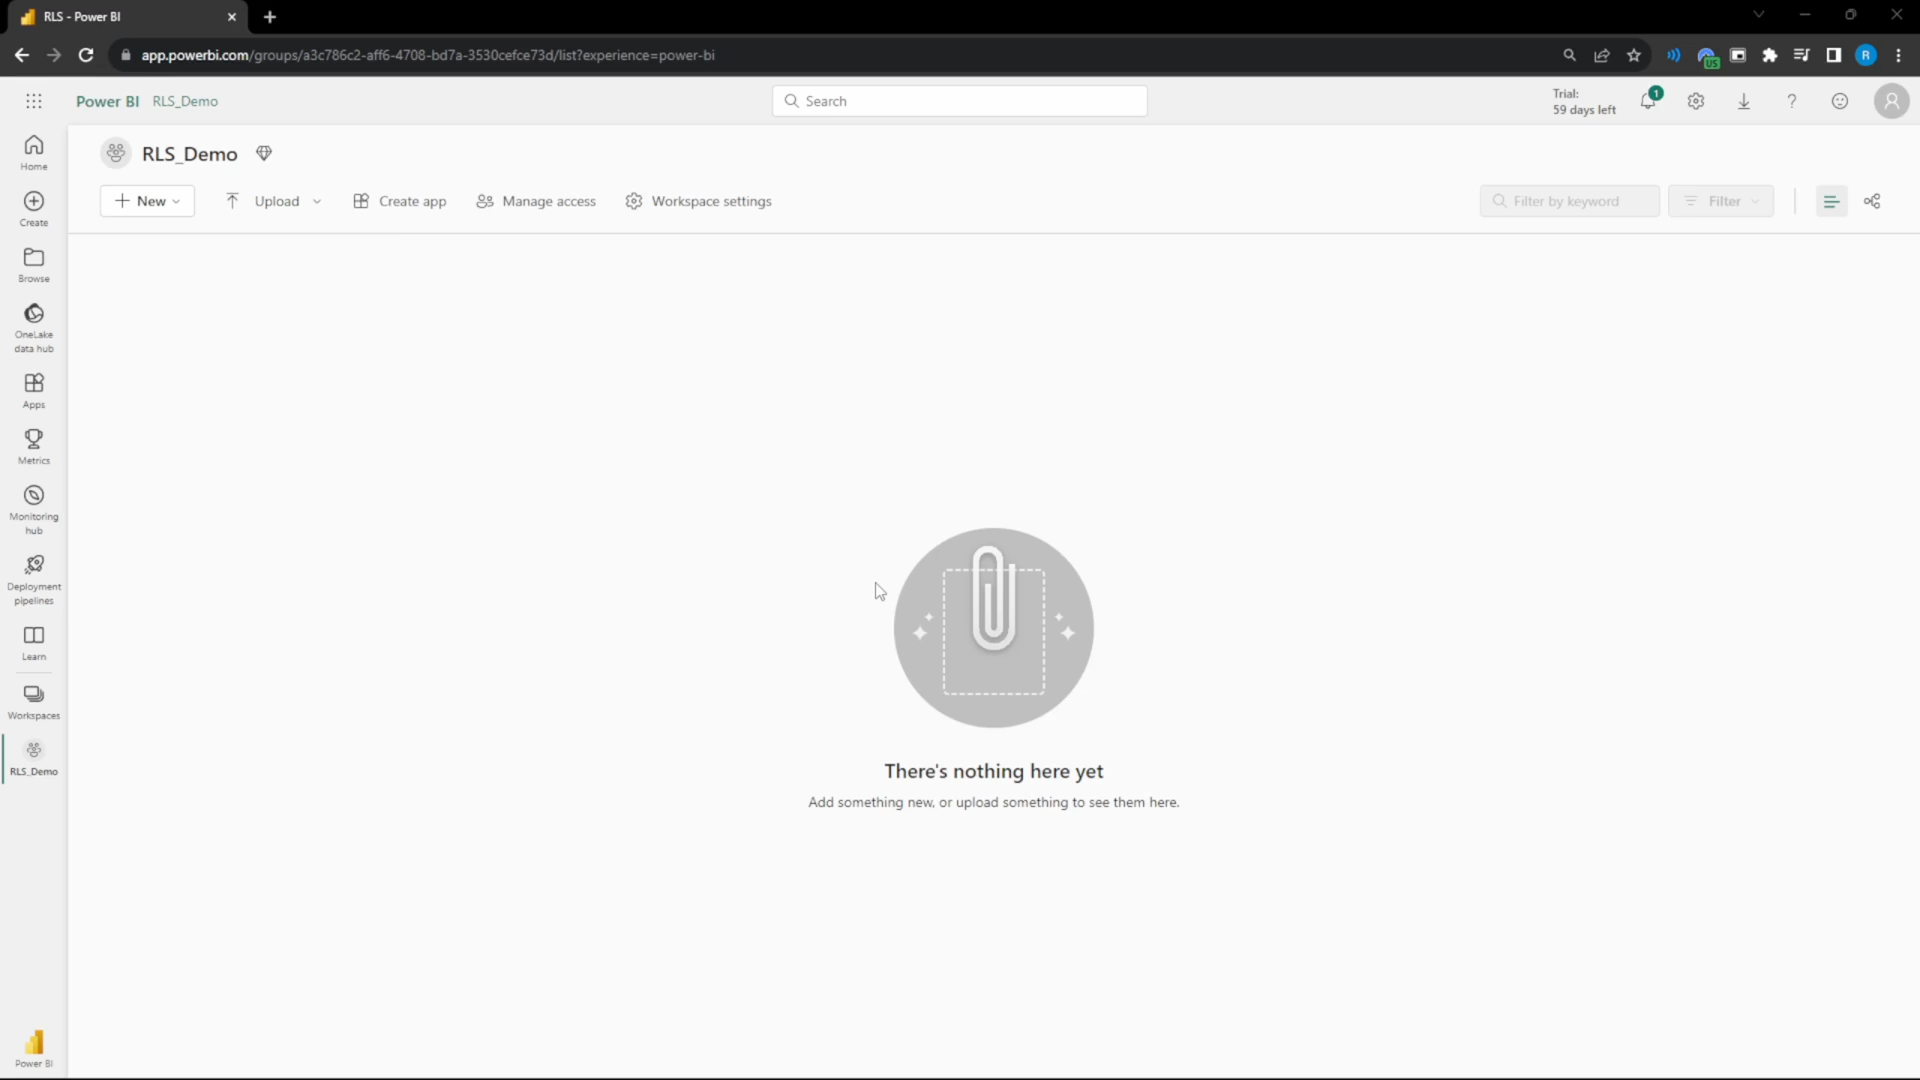 RLS - Power BI
app.powerbi.com/groups/a3c786c2-aff6-4708-bd7a-3530cefce73d/list?experience=power-bi
US
R
Power BI RLS_Demo
Search
Trial:
59 days left
1
RLS_Demo
New
Upload
Create app
Manage access
Workspace settings
Filter by keyword
Filter
Home
Create
Browse
OneLake
data hub
Apps
Metrics
Monitoring
hub
Deployment
pipelines
Learn
Workspaces
RLS_Demo
There's nothing here yet
Add something new, or upload something to see them here.
Power BI